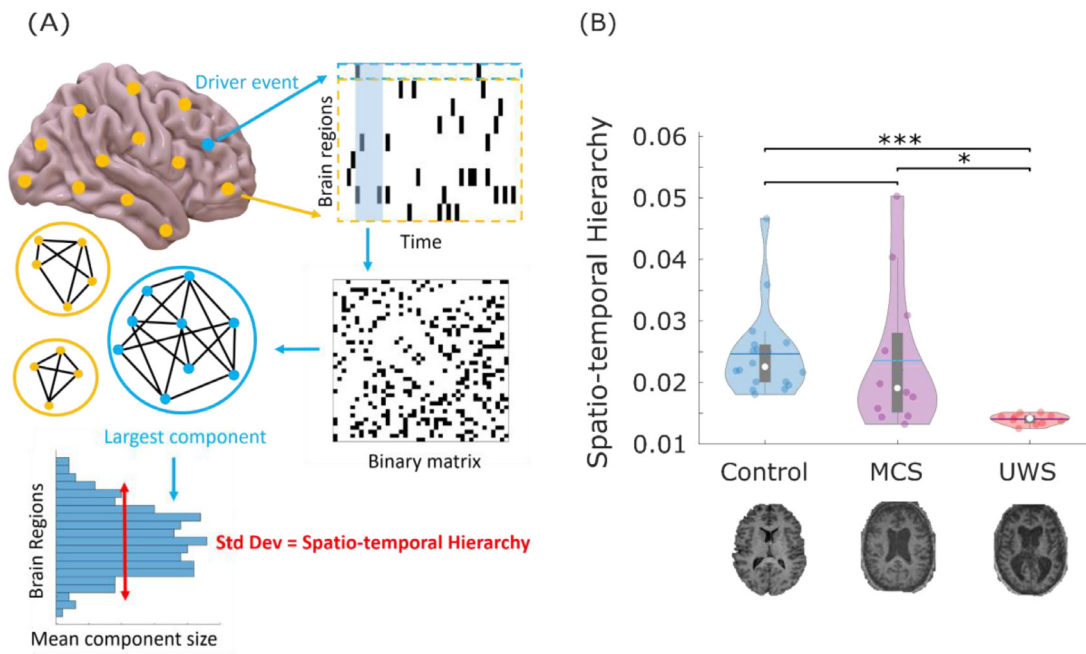 (A)
Driver event
Brain regions
Time
Binary matrix
Largest component
Brain Regions
Std Dev = Spatio-temporal Hierarchy
Mean component size
(B)
Spatio-temporal Hierarchy
0.06
0.05
0.04
0.03
0.02
0.01
***
*
Control MCS UWS